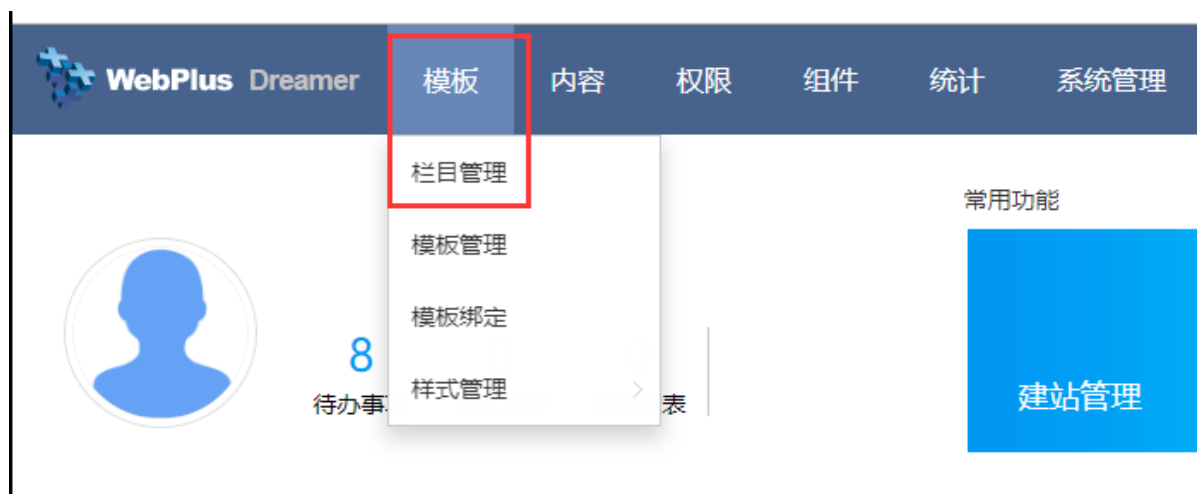 WebPlus Dreamer 模板 内容 权限 组件 统计 系统管理
栏目管理
常用功能
模板管理
模板绑定
8
样式管理
待办事
表
建站管理